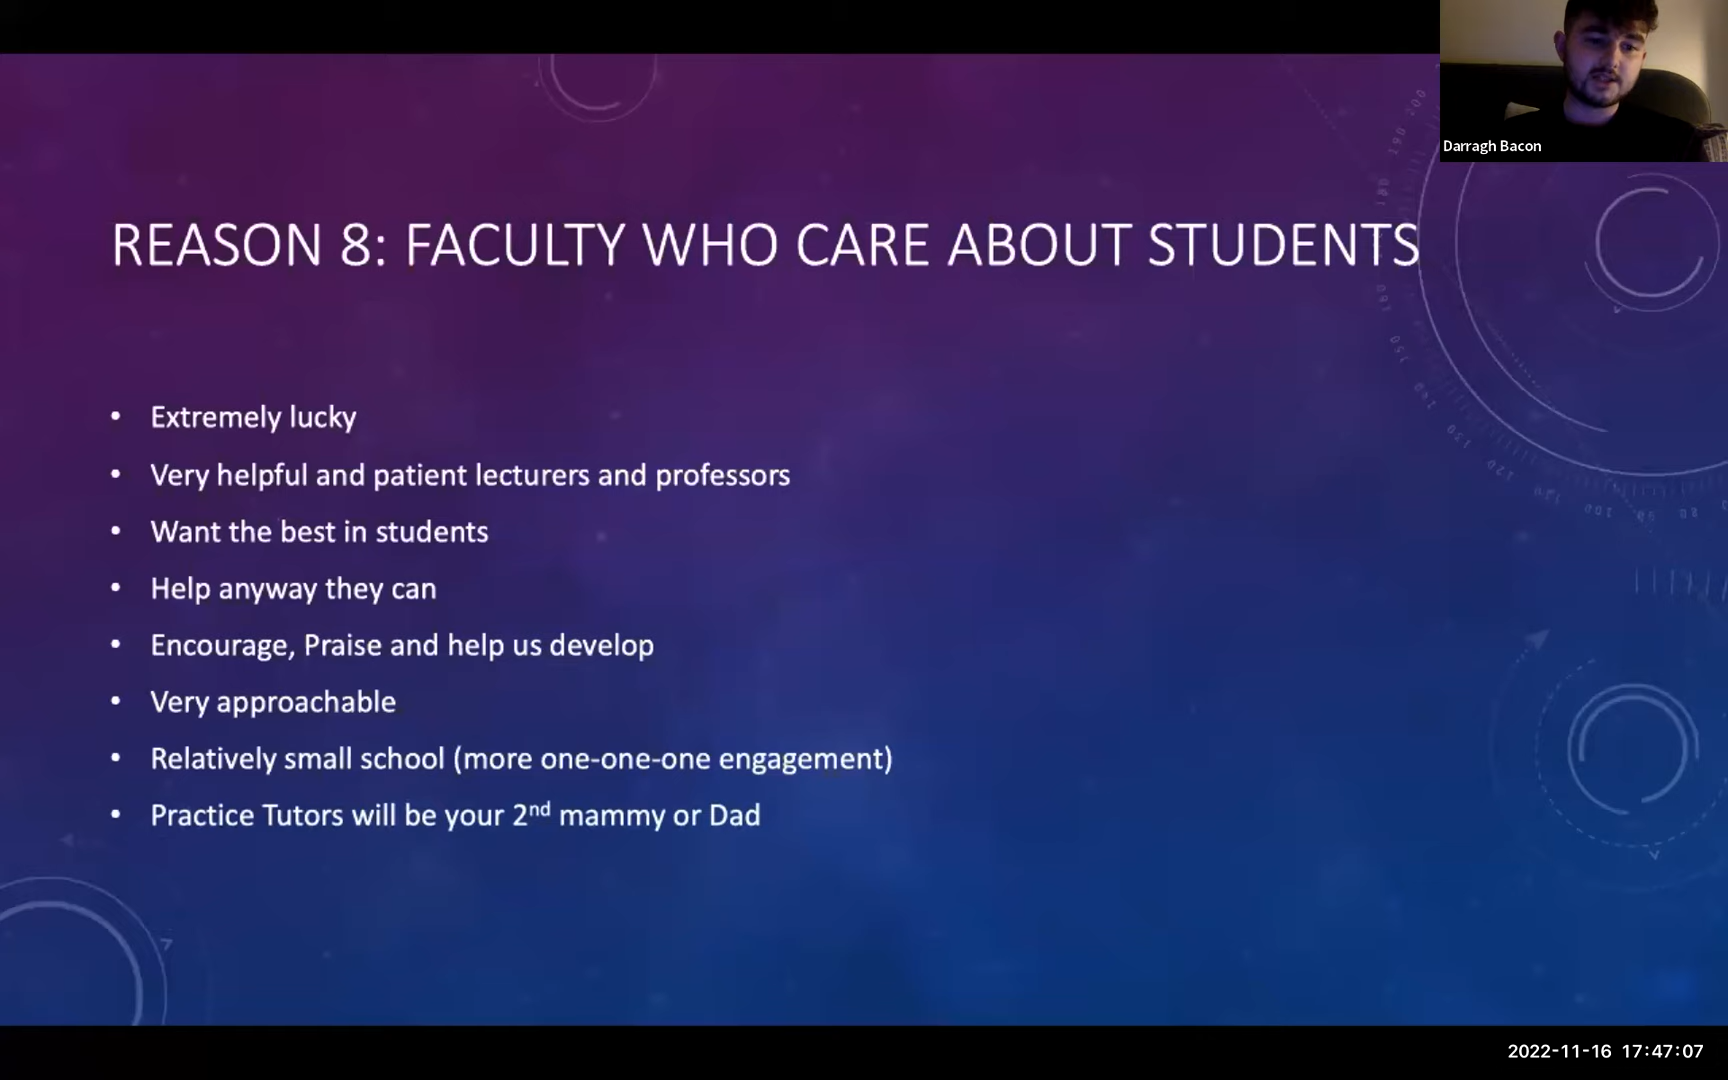 Darragh Bacon
REASON 8: FACULTY WHO CARE ABOUT STUDENTS
• Extremely lucky
• Very helpful and patient lecturers and professors
• Want the best in students
• Help anyway they can
• Encourage, Praise and help us develop
• Very approachable
• Relatively small school (more one-one-one engagement)
• Practice Tutors will be your 2nd mammy or Dad
2022-11-16 17:47:07